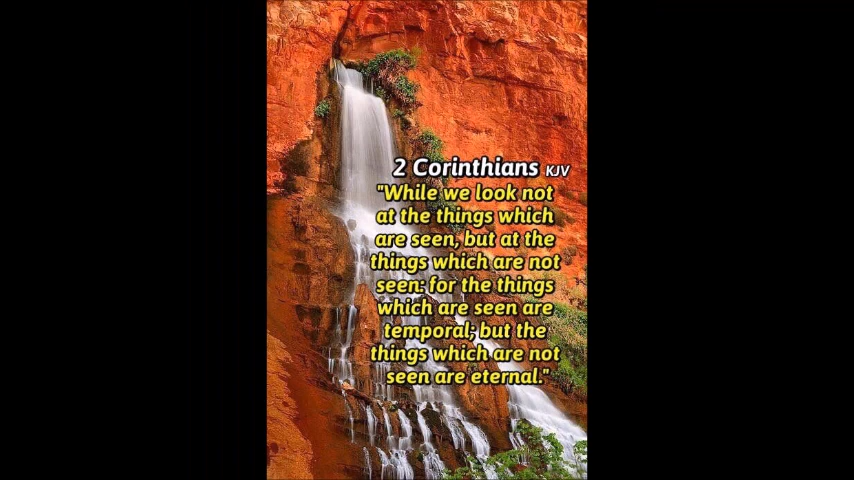 2 Corinthians KJV
"While we look not
at the things which
are seen, but at the
things which are not
seen: for the things
which are seen are
temporal; but the
things which are not
seen are eternal."